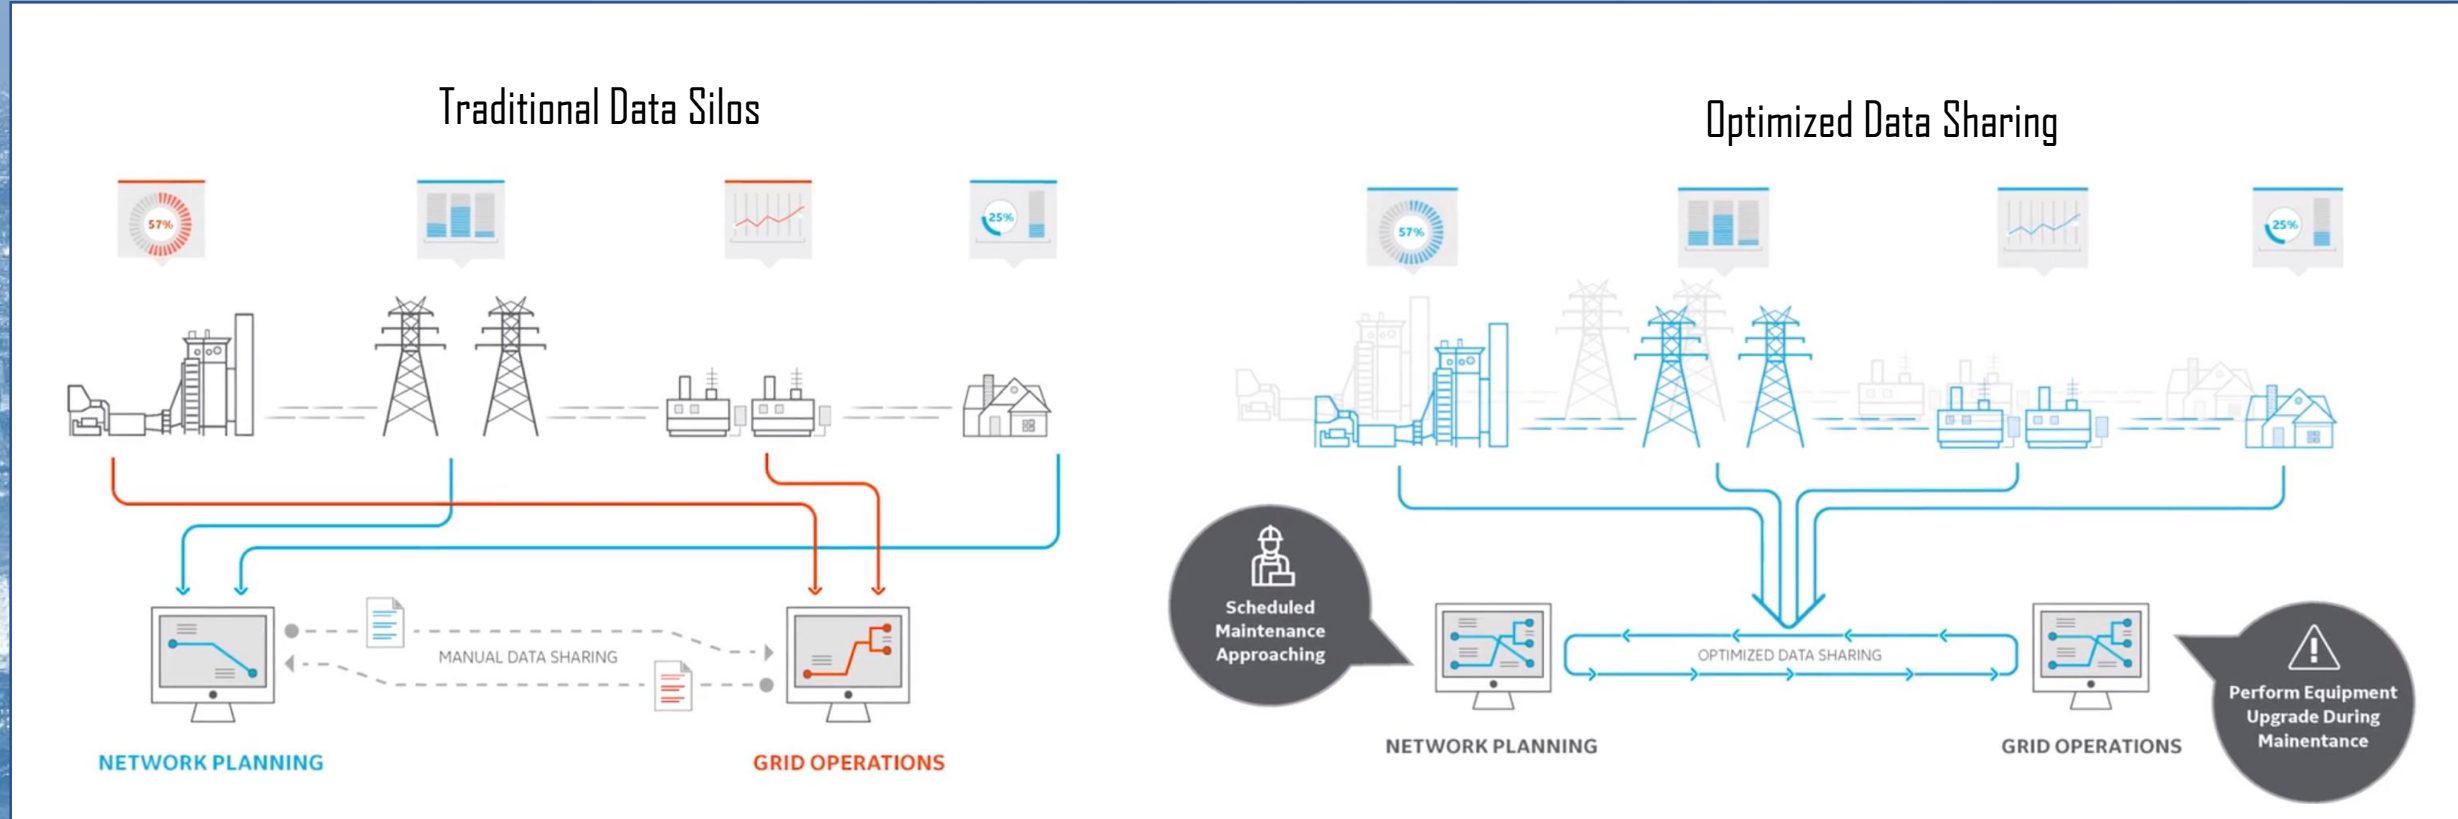 Traditional Data Silos
57%
25%
MANUAL DATA SHARING
NETWORK PLANNING
GRID OPERATIONS
Optimized Data Sharing
57%
25%
Scheduled
Maintenance
Approaching
OPTIMIZED DATA SHARING
NETWORK PLANNING
GRID OPERATIONS
Perform Equipment
Upgrade During
Mainentance